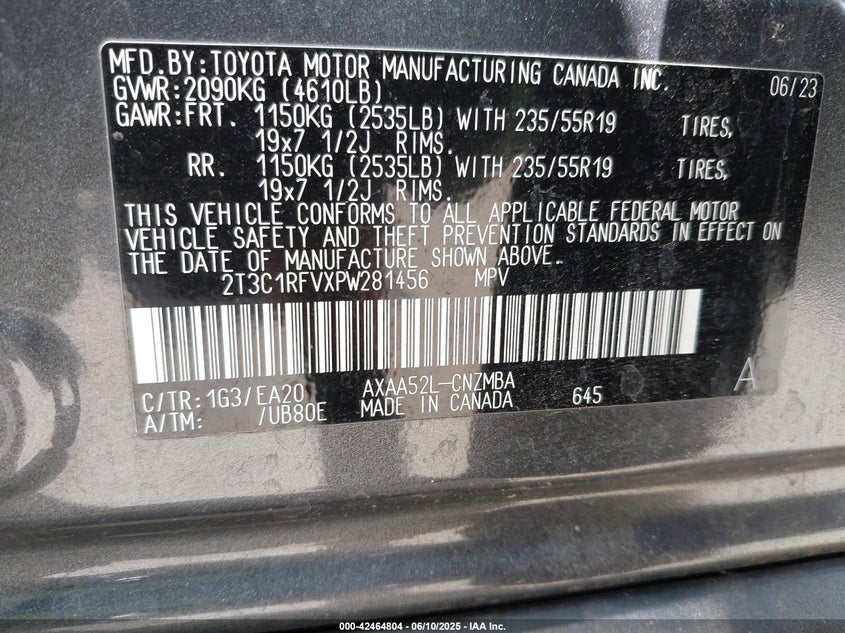 MFD.BY:TOYOTA MOTOR MANUFACTURING CANADA INC. 06/23
GVWR:2090KG (4610LB)
GAWR:FRT. 1150KG (2535LB) WITH 235/55R19 TIRES,
19x7 1/2J RIMS.
RR. 1150KG (2535LB) WITH 235/55R19 TIRES,
19x7 1/2J RIMS.
THIS VEHICLE CONFORMS TO ALL APPLICABLE FEDERAL MOTOR
VEHICLE SAFETY AND THEFT PREVENTION STANDARDS IN EFFECT ON
THE DATE OF MANUFACTURE SHOWN ABOVE.
2T3C1RFVXPW281456 MPV
C/TR:1G3/EA20 AXAA52L-CNZMBA A
A/TM: /UB80E MADE IN CANADA 645
000-42464804 / 06/10/2025 - IAA Inc.